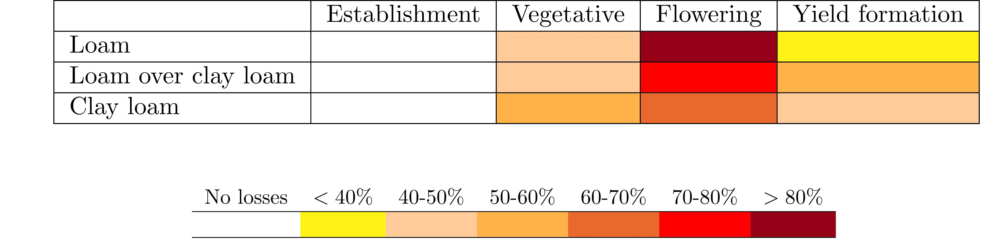 Establishment Vegetative Flowering Yield formation
Loam
Loam over clay loam
Clay loam
No losses < 40% 40-50% 50-60% 60-70% 70-80% > 80%